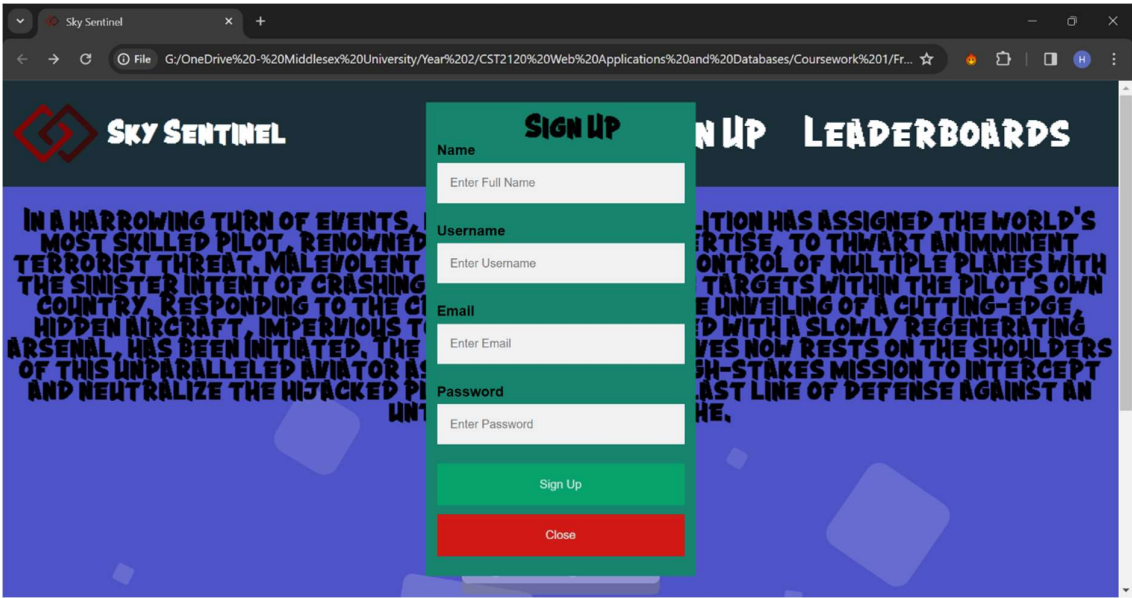 Sky Sentinel
File G:/OneDrive%20-%20Middlesex%20University/Year%202/CST2120%20Web%20Applications%20and%20Databases/Coursework%201/Fr...
H
Sky Sentinel
n Up Leaderboards
Sign Up
Name
Enter Full Name
Username
Enter Username
Email
Enter Email
Password
Enter Password
Sign Up
Close
In a harrowing turn of events, lition has assigned the world's
most skilled pilot, renowned ertise, to thwart an imminent
terrorist threat. Malevolent ontrol of multiple planes with
the sinister intent of crashing targets within the pilot's own
country. Responding to the c e unveiling of a cutting-edge,
hidden aircraft, impervious t d with a slowly regenerating
arsenal, has been initiated. The ves now rests on the shoulders
of this unparalleled aviator as gh-stakes mission to intercept
and neutralize the hijacked pl ast line of defense against an
unt he.